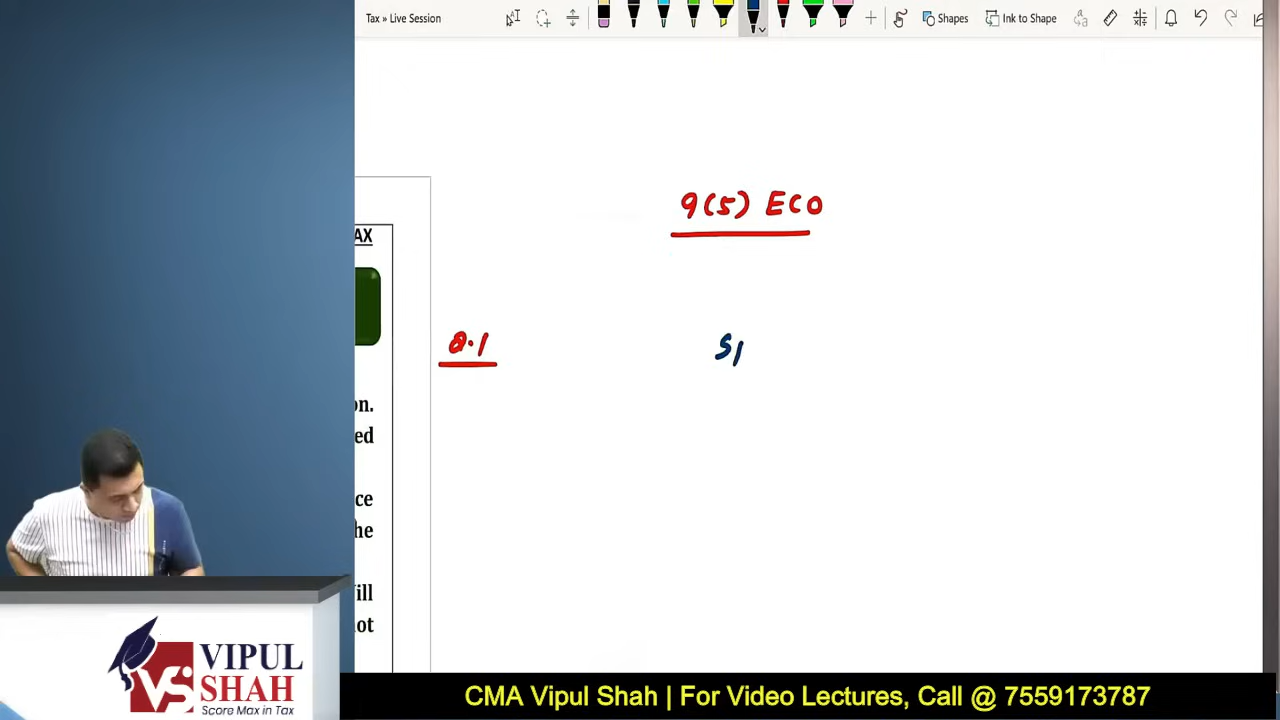 Tax » Live Session
Shapes
Ink to Shape
9(5) ECO
AX
Q.1
S/
on.
ed
ce
he
ill
ot
VIPUL
SHAH
Score Max in Tax
VS
CMA Vipul Shah | For Video Lectures, Call @ 7559173787